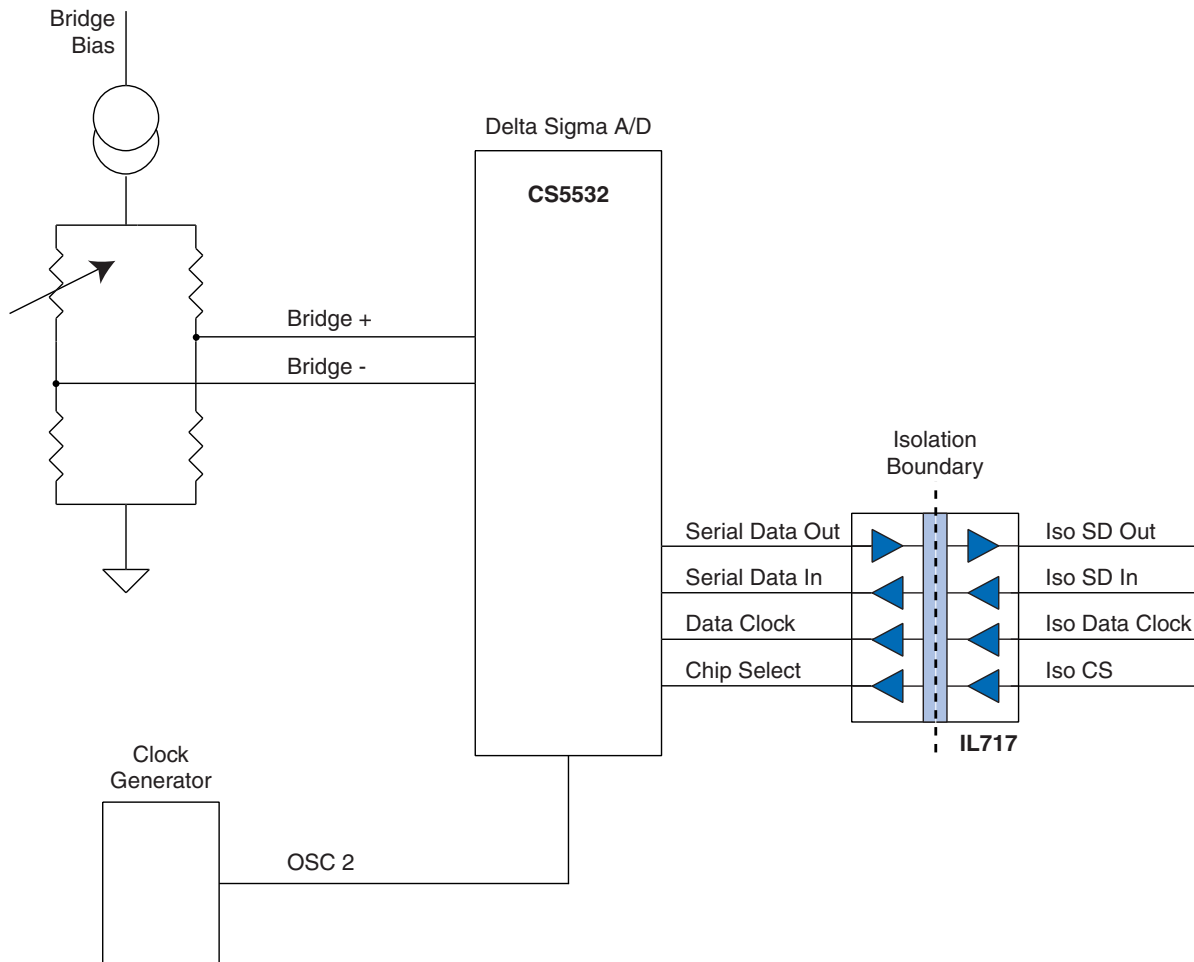 Bridge
Bias
Delta Sigma A/D
CS5532
Bridge +
Bridge -
Isolation
Boundary
Serial Data Out
Iso SD Out
Serial Data In
Iso SD In
Data Clock
Iso Data Clock
Chip Select
Iso CS
IL717
Clock
Generator
OSC 2